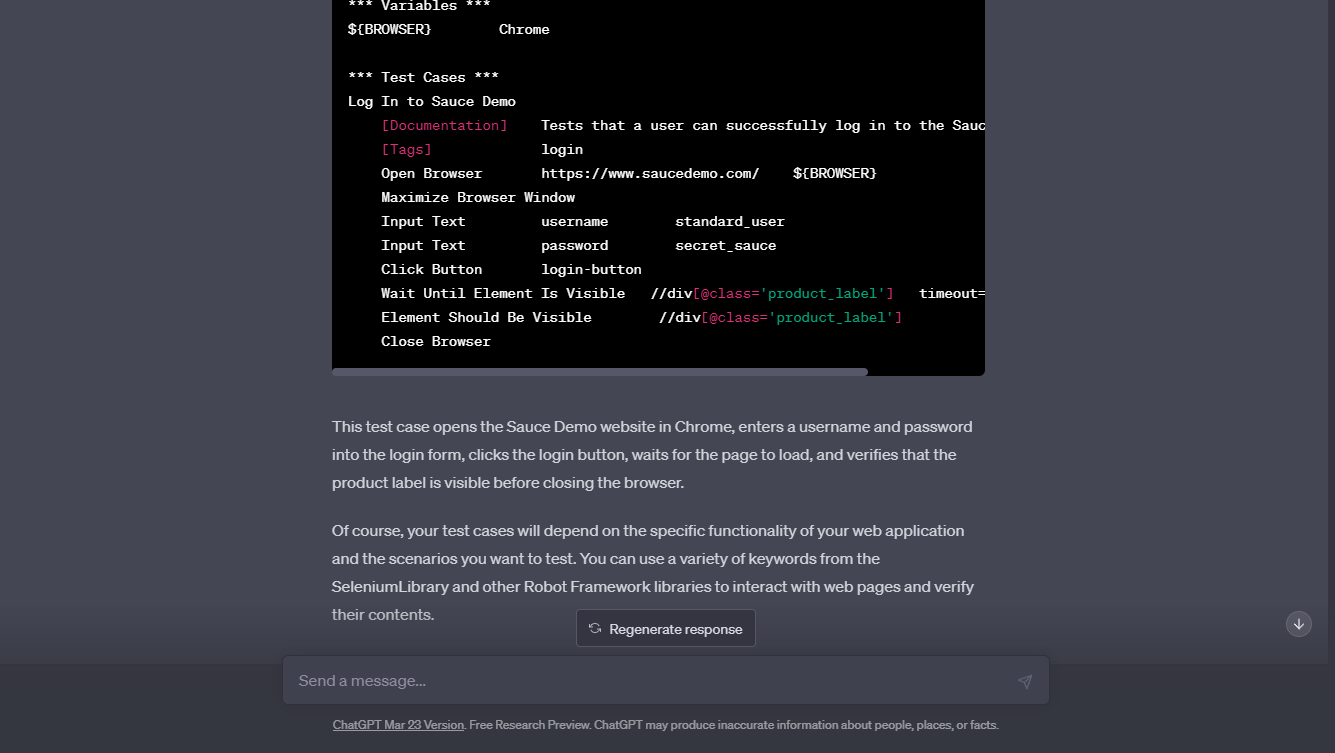 *** Variables ***
${BROWSER}        Chrome
*** Test Cases ***
Log In to Sauce Demo
    [Documentation]    Tests that a user can successfully log in to the Sauc
    [Tags]             login
    Open Browser       https://www.saucedemo.com/    ${BROWSER}
    Maximize Browser Window
    Input Text         username        standard_user
    Input Text         password        secret_sauce
    Click Button       login-button
    Wait Until Element Is Visible   //div[@class='product_label']   timeout=
    Element Should Be Visible        //div[@class='product_label']
    Close Browser
This test case opens the Sauce Demo website in Chrome, enters a username and password
into the login form, clicks the login button, waits for the page to load, and verifies that the
product label is visible before closing the browser.
Of course, your test cases will depend on the specific functionality of your web application
and the scenarios you want to test. You can use a variety of keywords from the
SeleniumLibrary and other Robot Framework libraries to interact with web pages and verify
their contents.
Regenerate response
Send a message...
ChatGPT Mar 23 Version. Free Research Preview. ChatGPT may produce inaccurate information about people, places, or facts.